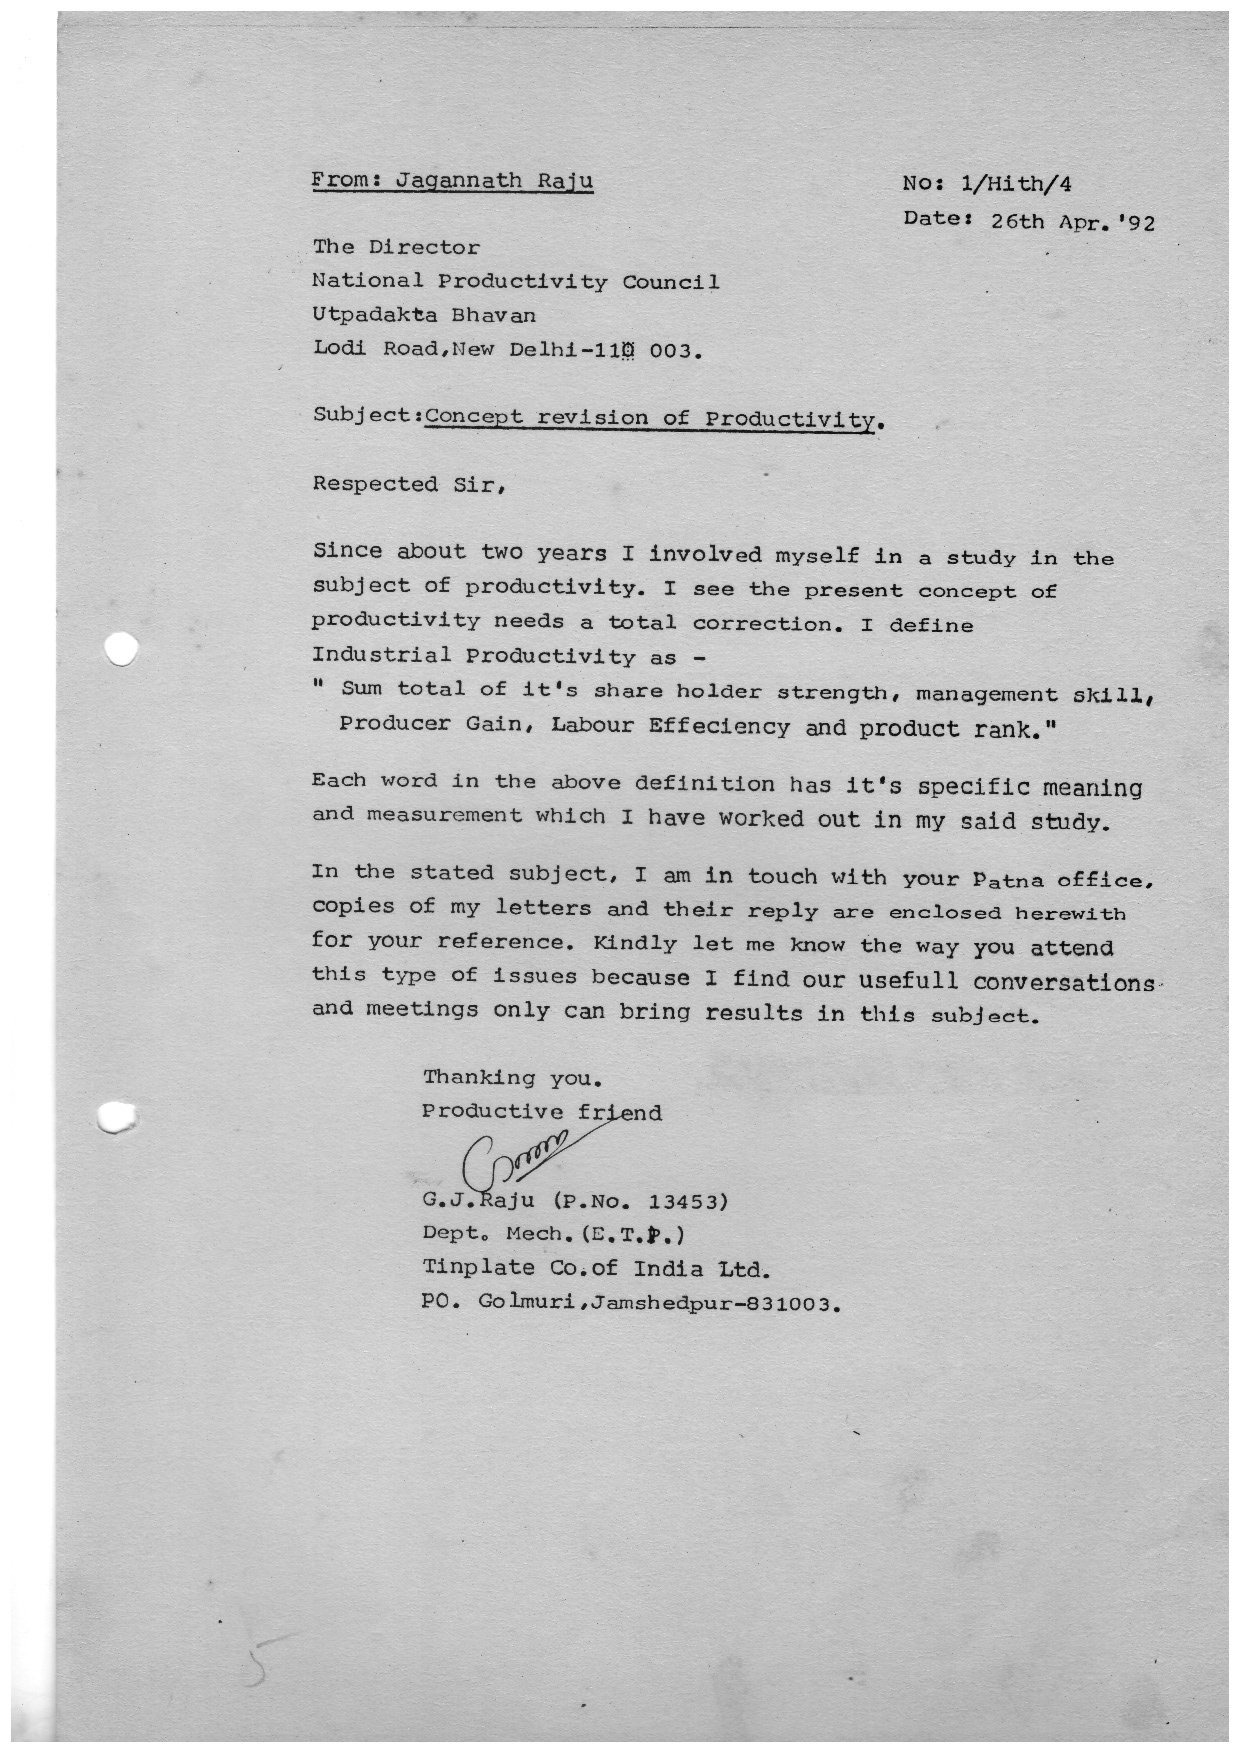 From: Jagannath Raju
No: 1/Hith/4
Date: 26th Apr.'92
The Director
National Productivity Council
Utpadakta Bhavan
Lodi Road,New Delhi-110 003.
Subject:Concept revision of Productivity.
Respected Sir,
Since about two years I involved myself in a study in the
subject of productivity. I see the present concept of
productivity needs a total correction. I define
Industrial Productivity as -
" Sum total of it's share holder strength, management skill,
Producer Gain, Labour Effeciency and product rank."
Each word in the above definition has it's specific meaning
and measurement which I have worked out in my said study.
In the stated subject, I am in touch with your Patna office,
copies of my letters and their reply are enclosed herewith
for your reference. Kindly let me know the way you attend
this type of issues because I find our usefull conversations
and meetings only can bring results in this subject.
Thanking you.
Productive friend
G.J.Raju (P.No. 13453)
Dept. Mech.(E.T.P.)
Tinplate Co.of India Ltd.
PO. Golmuri,Jamshedpur-831003.
5